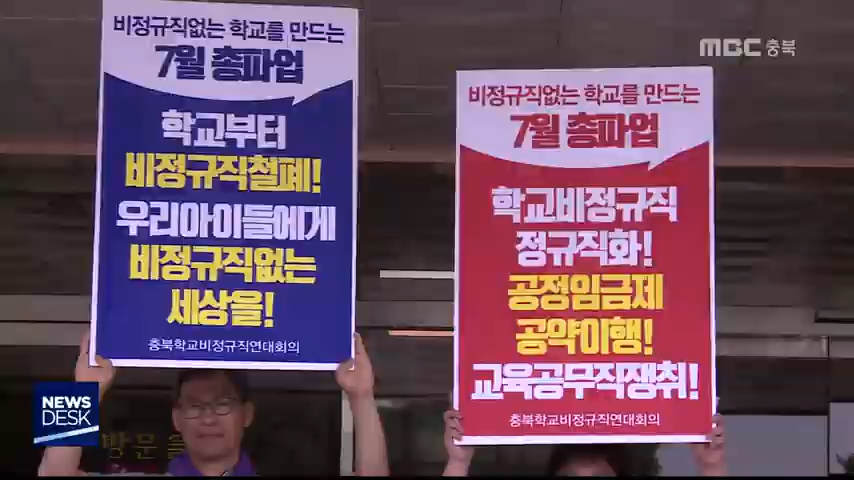 비정규직없는 학교를 만드는
7월 총파업
학교부터
비정규직철폐!
우리아이들에게
비정규직없는
세상을!
충북학교비정규직연대회의
비정규직없는 학교를 만드는
7월 총파업
학교비정규직
정규직화!
공정임금제
공약이행!
교육공무직쟁취!
충북학교비정규직연대회의
MBC 충북
NEWS
DESK
방문을